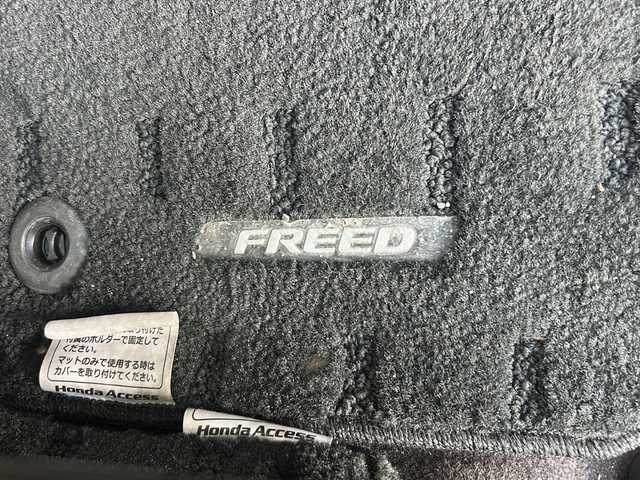 FREED
付属のホルダーで固定して
ください。
マットのみで使用する時は
カバーを取り付けてください。
Honda Access
Honda Access